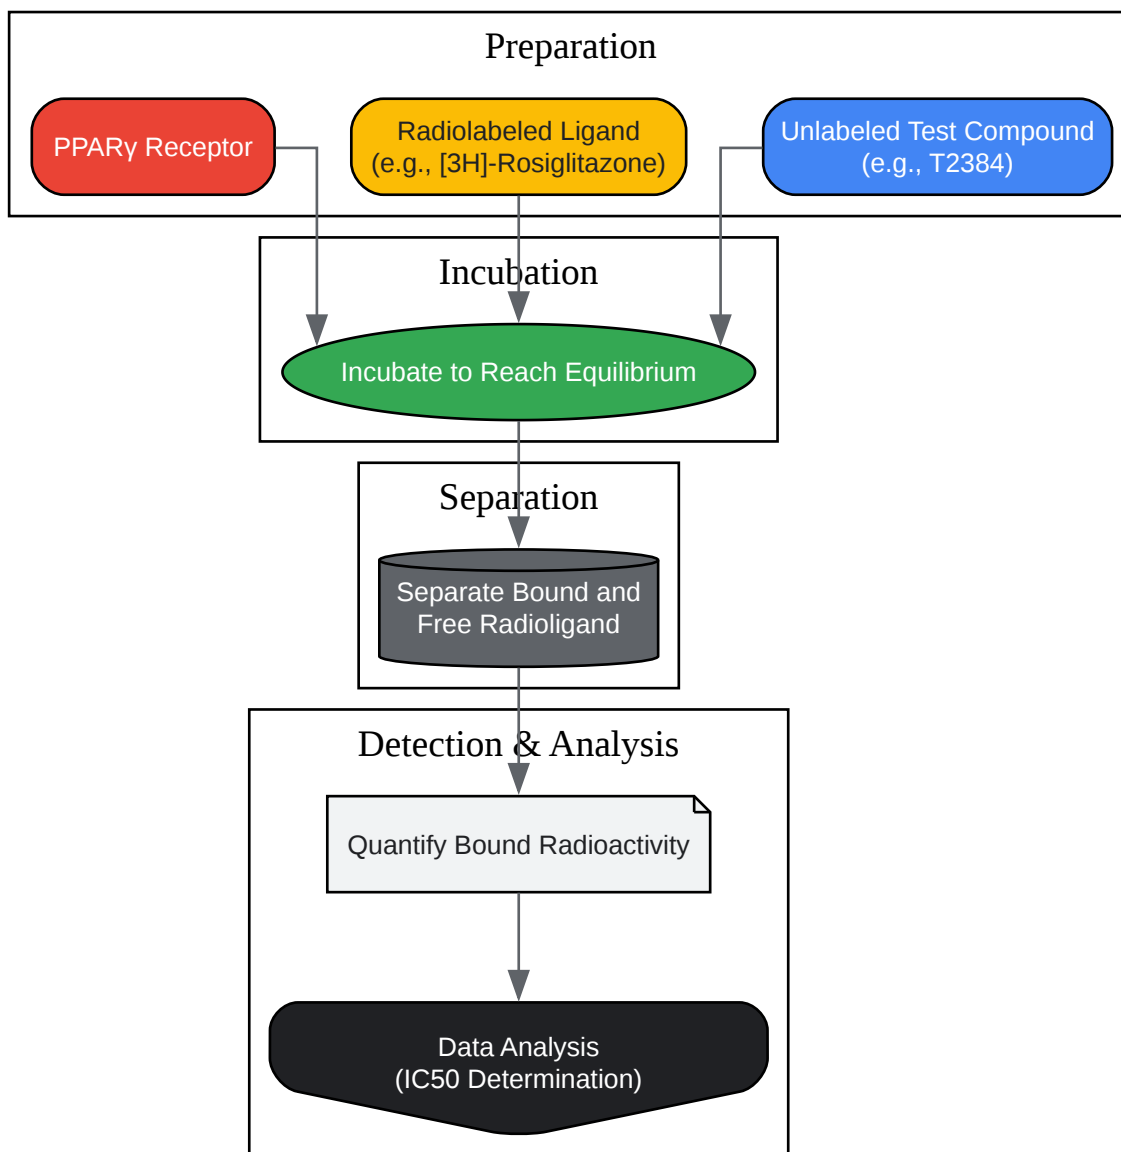 Preparation
PPARγ Receptor
Radiolabeled Ligand
(e.g., [3H]-Rosiglitazone)
Unlabeled Test Compound
(e.g., T2384)
Incubation
Incubate to Reach Equilibrium
Separation
Separate Bound and
Free Radioligand
Detection & Analysis
Quantify Bound Radioactivity
Data Analysis
(IC50 Determination)